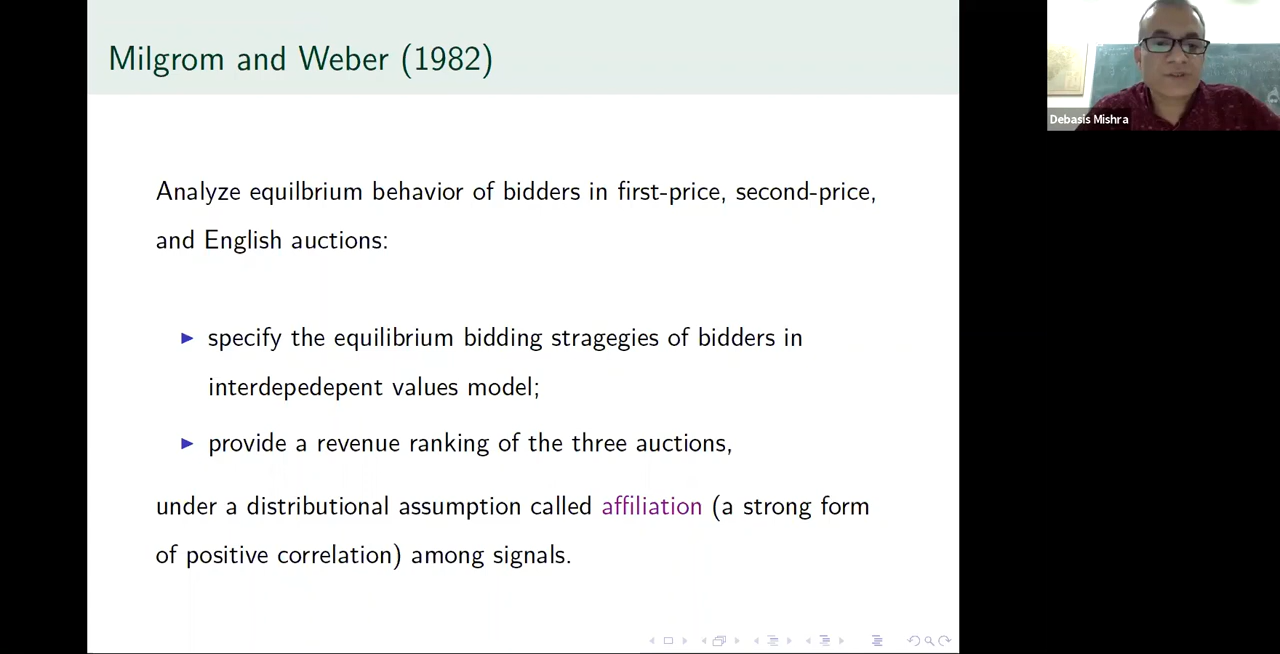 Milgrom and Weber (1982)
Analyze equilbrium behavior of bidders in first-price, second-price,
and English auctions:
▶ specify the equilibrium bidding stragegies of bidders in
interdepedepent values model;
▶ provide a revenue ranking of the three auctions,
under a distributional assumption called affiliation (a strong form
of positive correlation) among signals.
Debasis Mishra